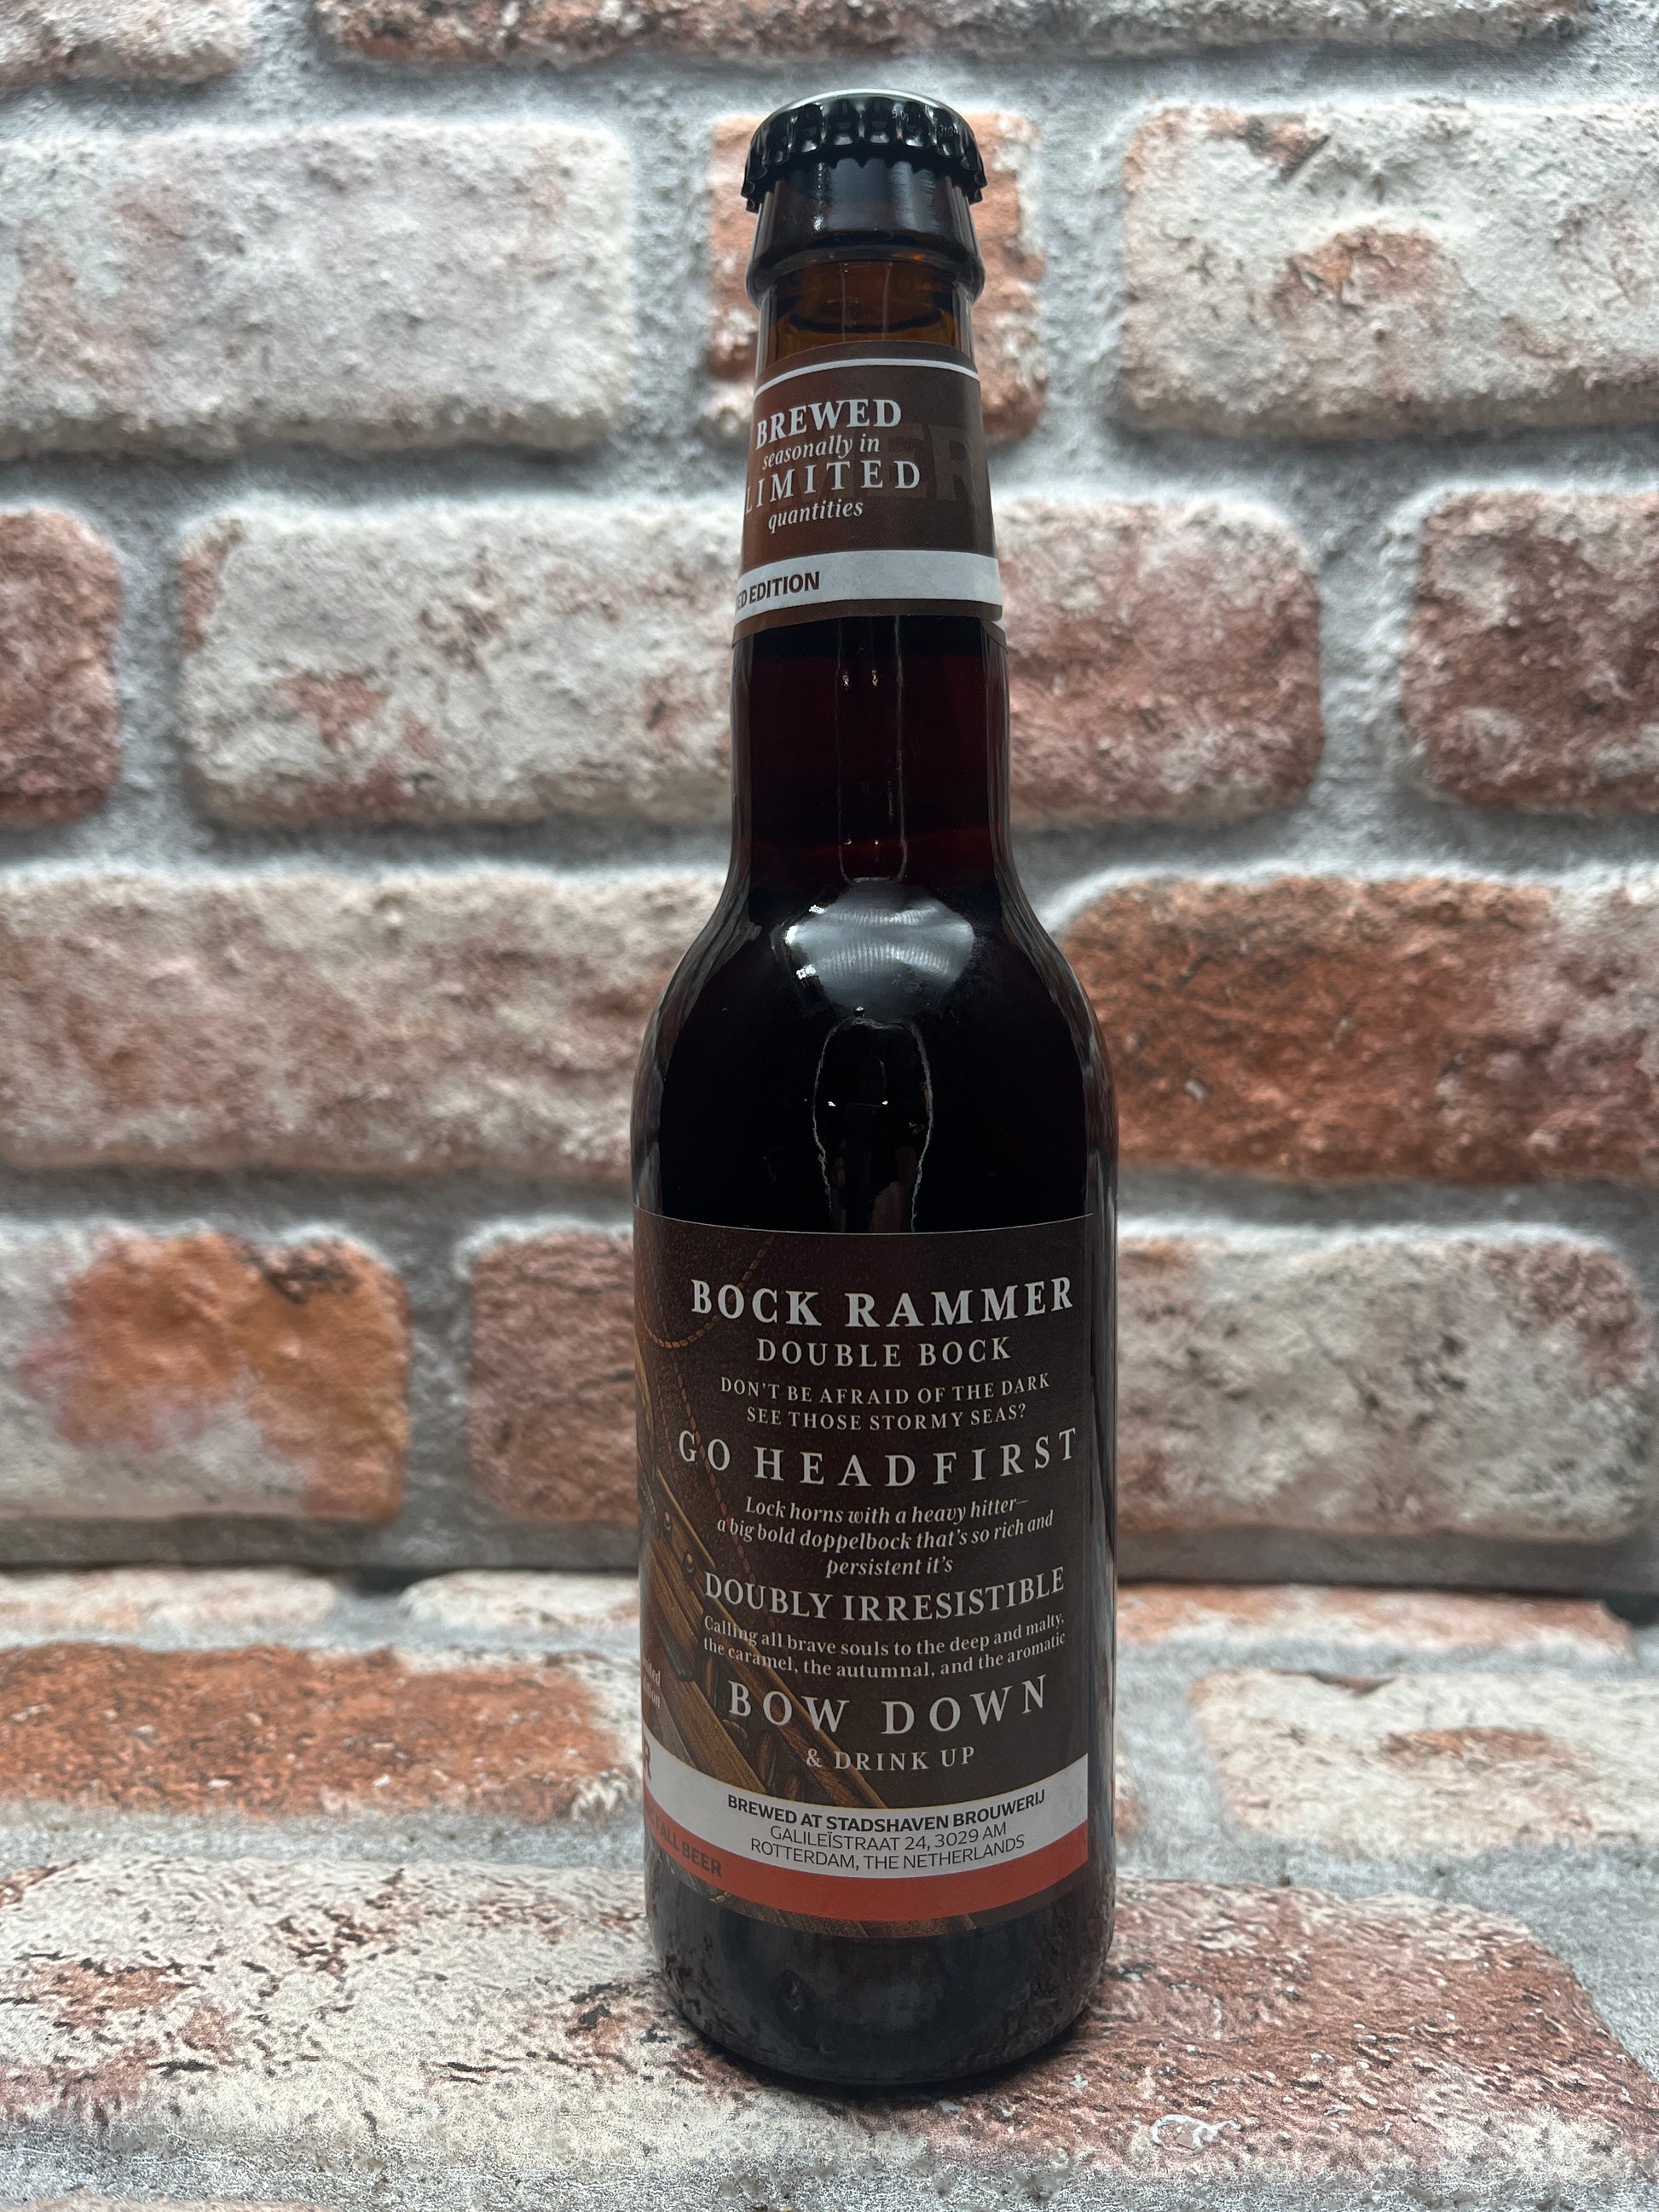 BREWED
seasonally in
LIMITED
quantities
EDITION
BOCK RAMMER
DOUBLE BOCK
DON'T BE AFRAID OF THE DARK
SEE THOSE STORMY SEAS?
GO HEADFIRST
Lock horns with a heavy hitter—
a big bold doppelbock that's so rich and
persistent it's
DOUBLY IRRESISTIBLE
Calling all brave souls to the deep and malty,
the caramel, the autumnal, and the aromatic
BOW DOWN
& DRINK UP
BREWED AT STADSHAVEN BROUWERIJ
GALILEÏSTRAAT 24, 3029 AM
ROTTERDAM, THE NETHERLANDS
FALL BEER